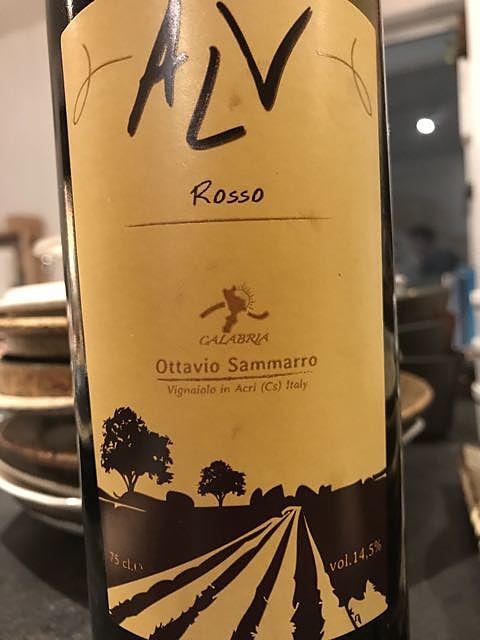 ALV
Rosso
CALABRIA
Ottavio Sammarro
Vignaiolo in Acri (Cs) Italy
75 cl.e
vol.14,5%